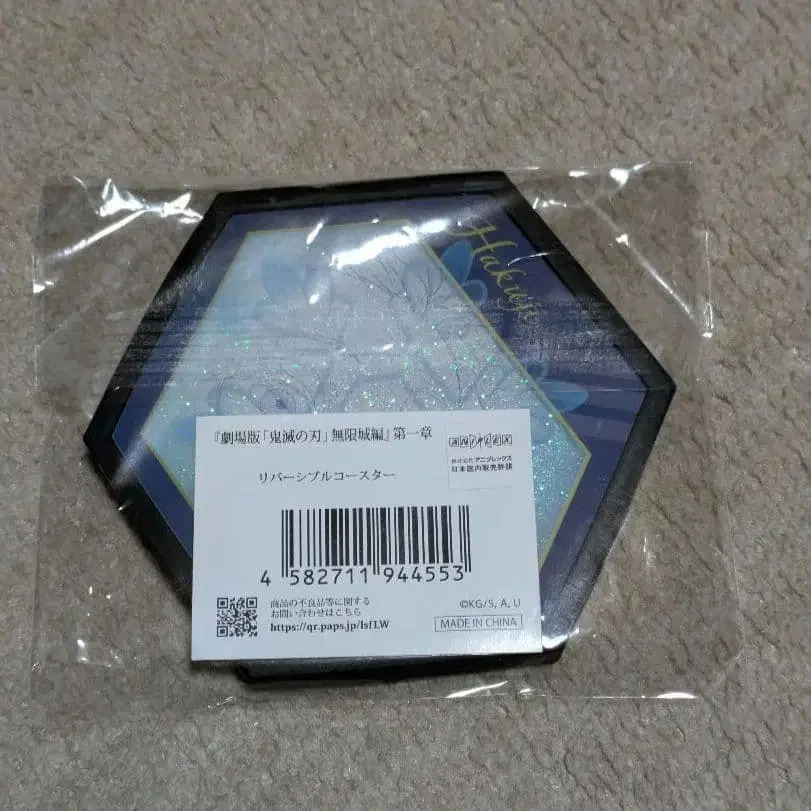 Hakuji
『劇場版「鬼滅の刃」無限城編』第一章
ANIPLEX
株式会社アニプレックス
日本国内販売許諾
リバーシブルコースター
4 582711 944553
商品の不良品等に関する
お問い合わせはこちら
https://qr.paps.jp/lsf1W
©KG/S, A, U
MADE IN CHINA